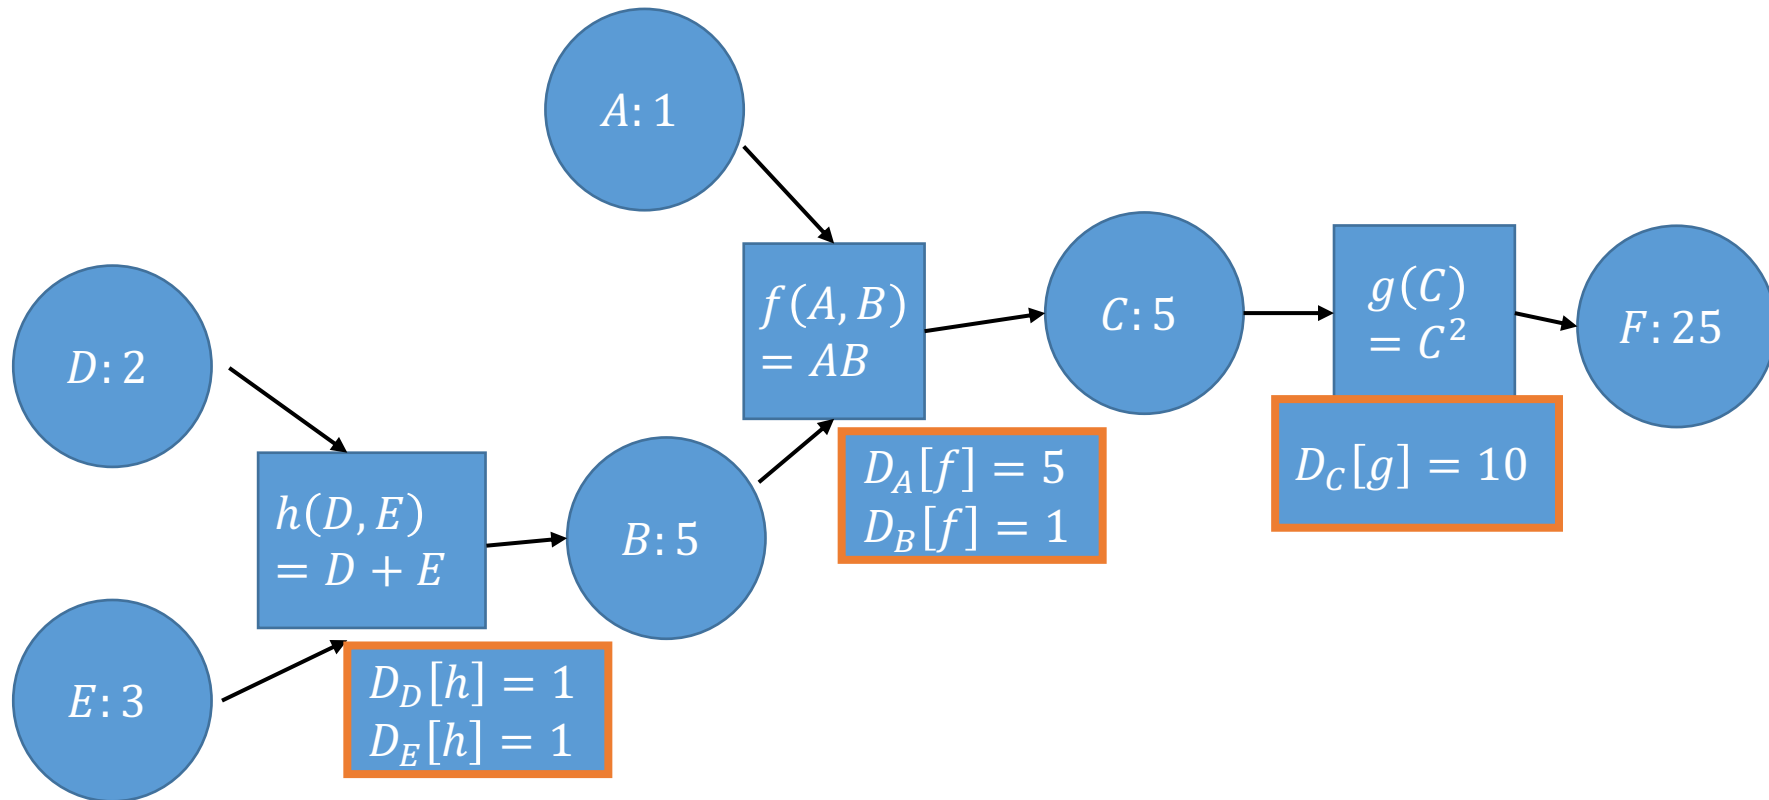 A: 1
D: 2
f(A, B)
= AB
C: 5
g(C)
= C²
F: 25
h(D, E)
= D + E
B: 5
D_A[f] = 5
D_B[f] = 1
D_C[g] = 10
E: 3
D_D[h] = 1
D_E[h] = 1